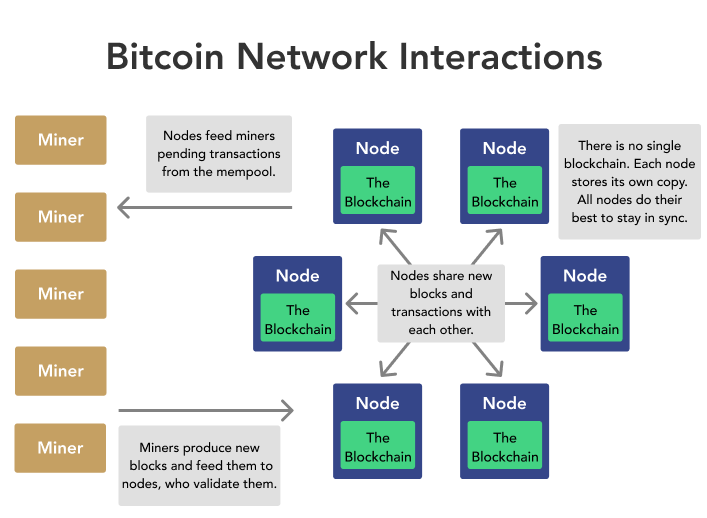 Bitcoin Network Interactions
Miner
Miner
Miner
Miner
Miner
Nodes feed miners
pending transactions
from the mempool.
Miners produce new
blocks and feed them to
nodes, who validate them.
Node
The
Blockchain
Node
The
Blockchain
There is no single
blockchain. Each node
stores its own copy.
All nodes do their
best to stay in sync.
Node
The
Blockchain
Nodes share new
blocks and
transactions with
each other.
Node
The
Blockchain
Node
The
Blockchain
Node
The
Blockchain